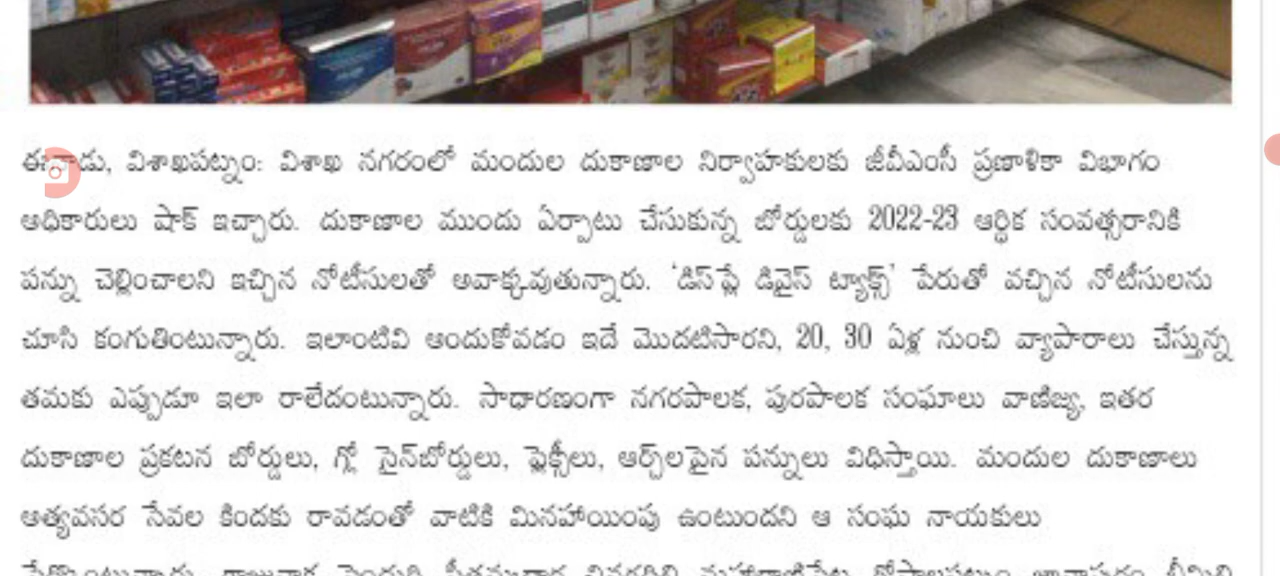 ఈనాడు, విశాఖపట్నం: విశాఖ నగరంలో మందుల దుకాణాల నిర్వాహకులకు జీవీఎంసీ ప్రణాళికా విభాగం
అధికారులు షాక్ ఇచ్చారు. దుకాణాల ముందు ఏర్పాటు చేసుకున్న బోర్డులకు 2022-23 ఆర్థిక సంవత్సరానికి
పన్ను చెల్లించాలని ఇచ్చిన నోటీసులతో అవాక్కవుతున్నారు. 'డిస్‌ప్లే డివైస్ ట్యాక్స్' పేరుతో వచ్చిన నోటీసులను
చూసి కంగుతింటున్నారు. ఇలాంటివి అందుకోవడం ఇదే మొదటిసారని, 20, 30 ఏళ్ల నుంచి వ్యాపారాలు చేస్తున్న
తమకు ఎప్పుడూ ఇలా రాలేదంటున్నారు. సాధారణంగా నగరపాలక, పురపాలక సంఘాలు వాణిజ్య, ఇతర
దుకాణాల ప్రకటన బోర్డులు, గ్లో సైన్‌బోర్డులు, ఫ్లెక్సీలు, ఆర్చ్‌లపైన పన్నులు విధిస్తాయి. మందుల దుకాణాలు
అత్యవసర సేవల కిందకు రావడంతో వాటికి మినహాయింపు ఉంటుందని ఆ సంఘ నాయకులు